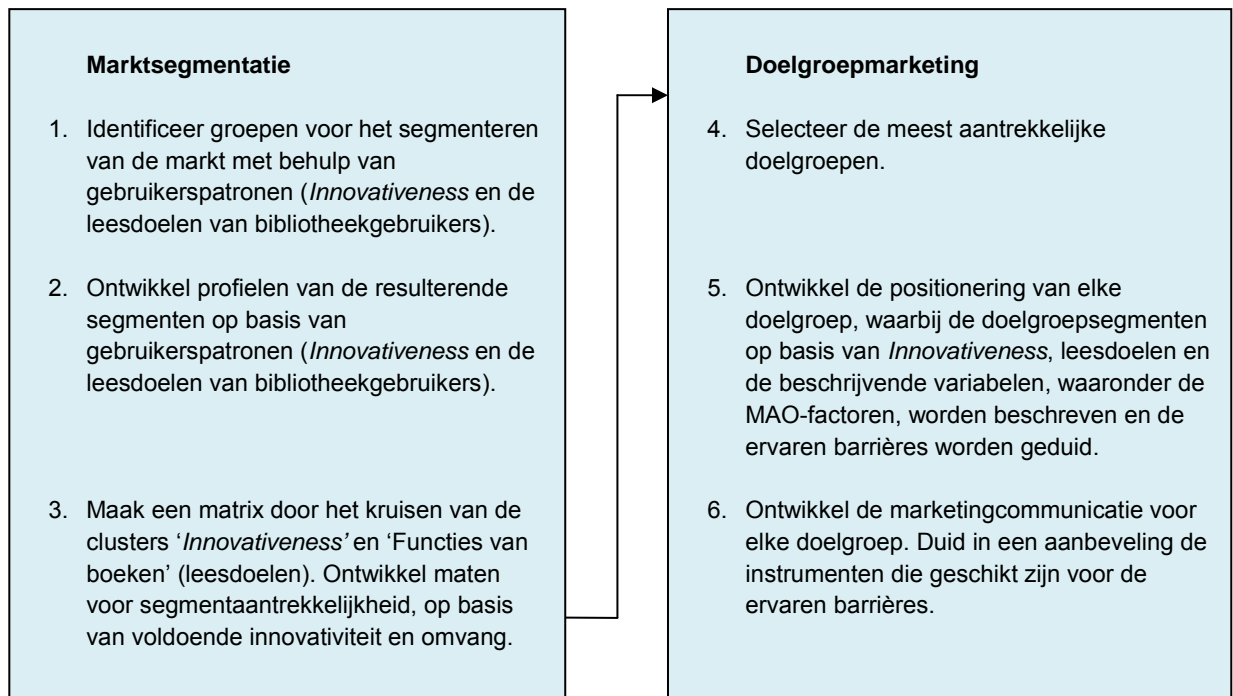 Marktsegmentatie
1. Identificeer groepen voor het segmenteren
van de markt met behulp van
gebruikerspatronen (Innovativeness en de
leesdoelen van bibliotheekgebruikers).
2. Ontwikkel profielen van de resulterende
segmenten op basis van
gebruikerspatronen (Innovativeness en de
leesdoelen van bibliotheekgebruikers).
3. Maak een matrix door het kruisen van de
clusters ‘Innovativeness’ en ‘Functies van
boeken’ (leesdoelen). Ontwikkel maten
voor segmentaantrekkelijkheid, op basis
van voldoende innovativiteit en omvang.
Doelgroepmarketing
4. Selecteer de meest aantrekkelijke
doelgroepen.
5. Ontwikkel de positionering van elke
doelgroep, waarbij de doelgroepsegmenten
op basis van Innovativeness, leesdoelen en
de beschrijvende variabelen, waaronder de
MAO-factoren, worden beschreven en de
ervaren barrières worden geduid.
6. Ontwikkel de marketingcommunicatie voor
elke doelgroep. Duid in een aanbeveling de
instrumenten die geschikt zijn voor de
ervaren barrières.